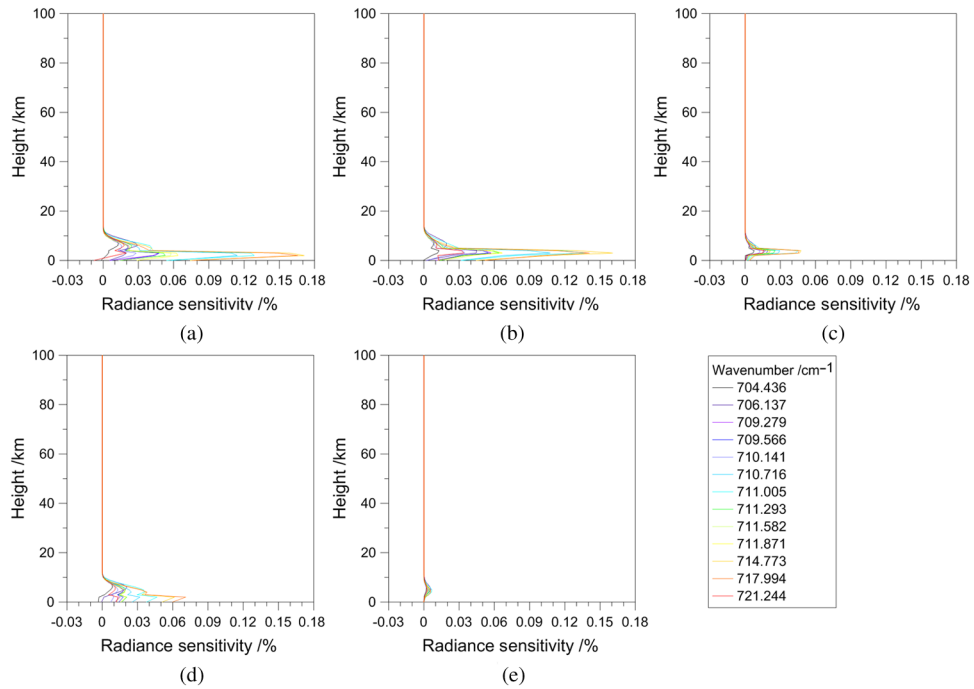 100 100 100
80 80 80
60 60 60
40 40 40
20 20 20
0 0 0
Height /km Height /km Height /km
-0.03 0 0.03 0.06 0.09 0.12 0.15 0.18 -0.03 0 0.03 0.06 0.09 0.12 0.15 0.18 -0.03 0 0.03 0.06 0.09 0.12 0.15 0.18
Radiance sensitivity /% Radiance sensitivity /% Radiance sensitivity /%
(a) (b) (c)
100 100
80 80
60 60
40 40
20 20
0 0
Height /km Height /km
-0.03 0 0.03 0.06 0.09 0.12 0.15 0.18 -0.03 0 0.03 0.06 0.09 0.12 0.15 0.18
Radiance sensitivity /% Radiance sensitivity /%
(d) (e)
Wavenumber /cm−1
704.436
706.137
709.279
709.566
710.141
710.716
711.005
711.293
711.582
711.871
714.773
717.994
721.244